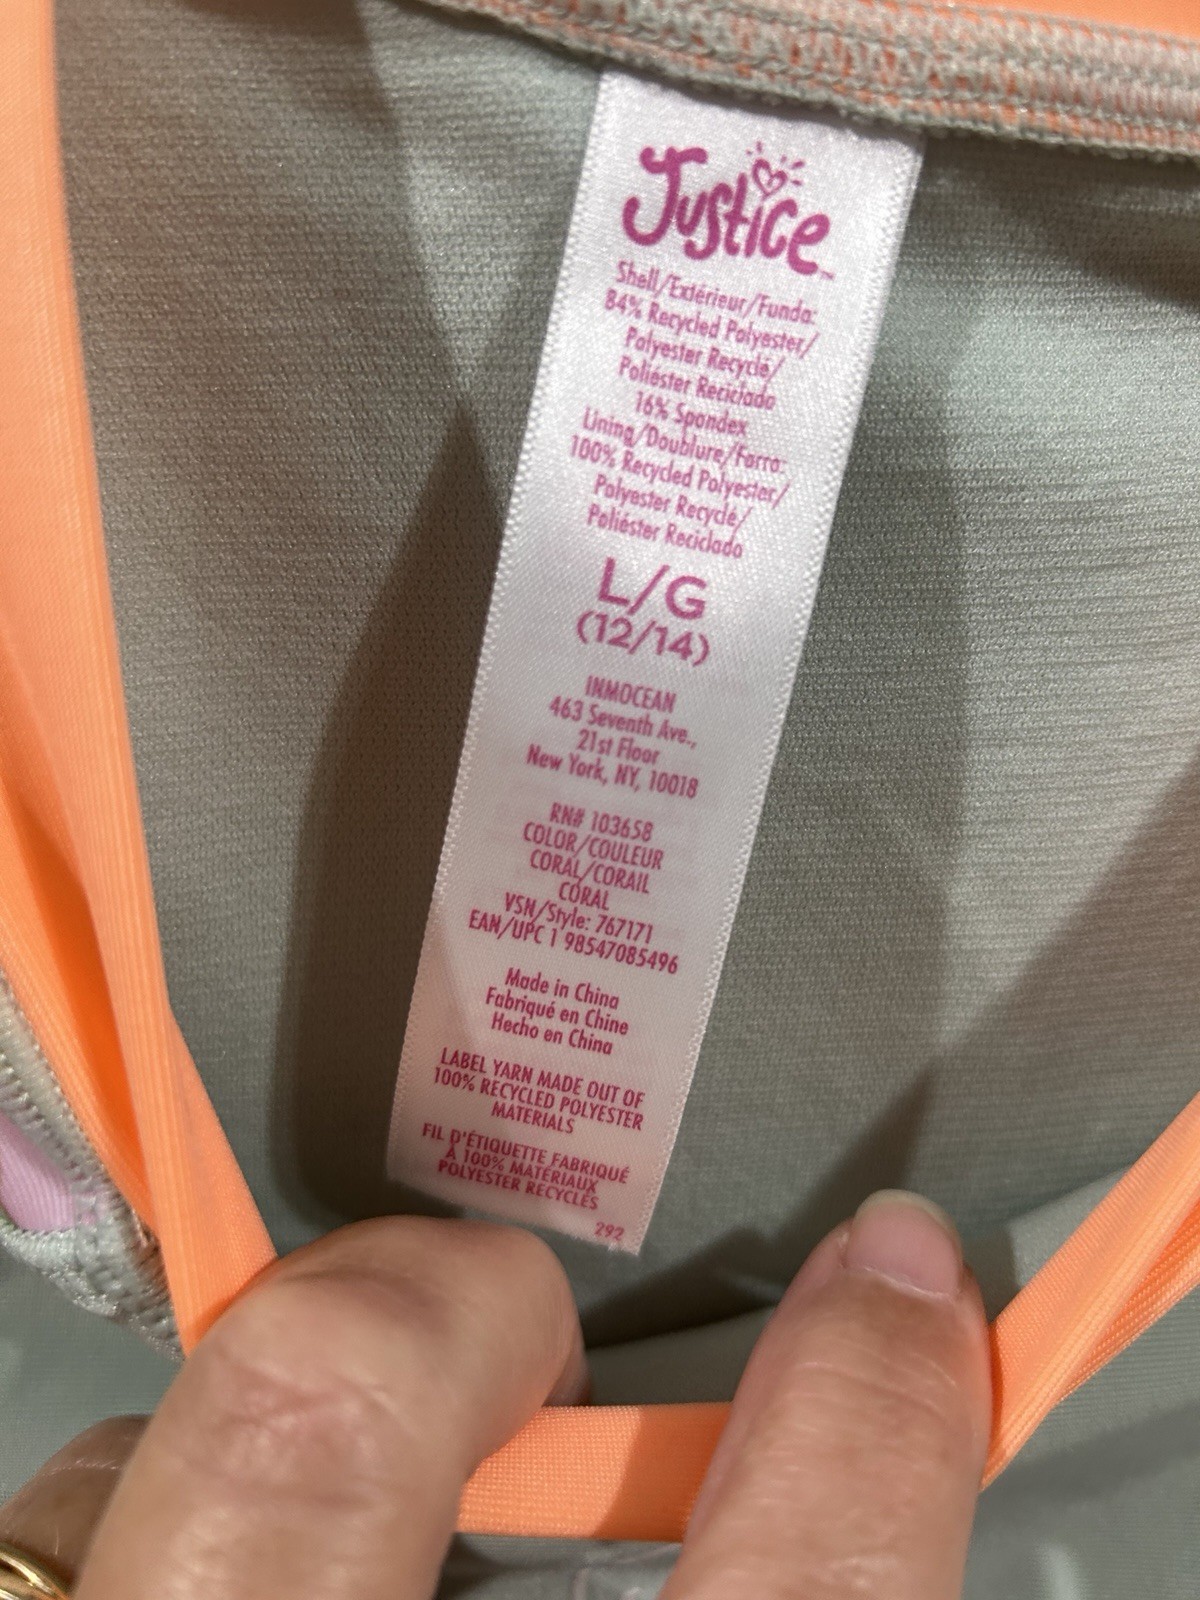 Justice™
Shell/Extérieur/Funda:
84% Recycled Polyester/
Polyester Recyclé/
Poliéster Reciclado
16% Spandex
Lining/Doublure/Forro:
100% Recycled Polyester/
Polyester Recyclé/
Poliéster Reciclado
L/G
(12/14)
INMOCEAN
463 Seventh Ave.,
21st Floor
New York, NY, 10018
RN# 103658
COLOR/COULEUR
CORAL/CORAIL
CORAL
VSN/Style: 767171
EAN/UPC 1 98547085496
Made in China
Fabriqué en Chine
Hecho en China
LABEL YARN MADE OUT OF
100% RECYCLED POLYESTER
MATERIALS
FIL D'ÉTIQUETTE FABRIQUÉ
À 100% MATÉRIAUX
POLYESTER RECYCLÉS
292